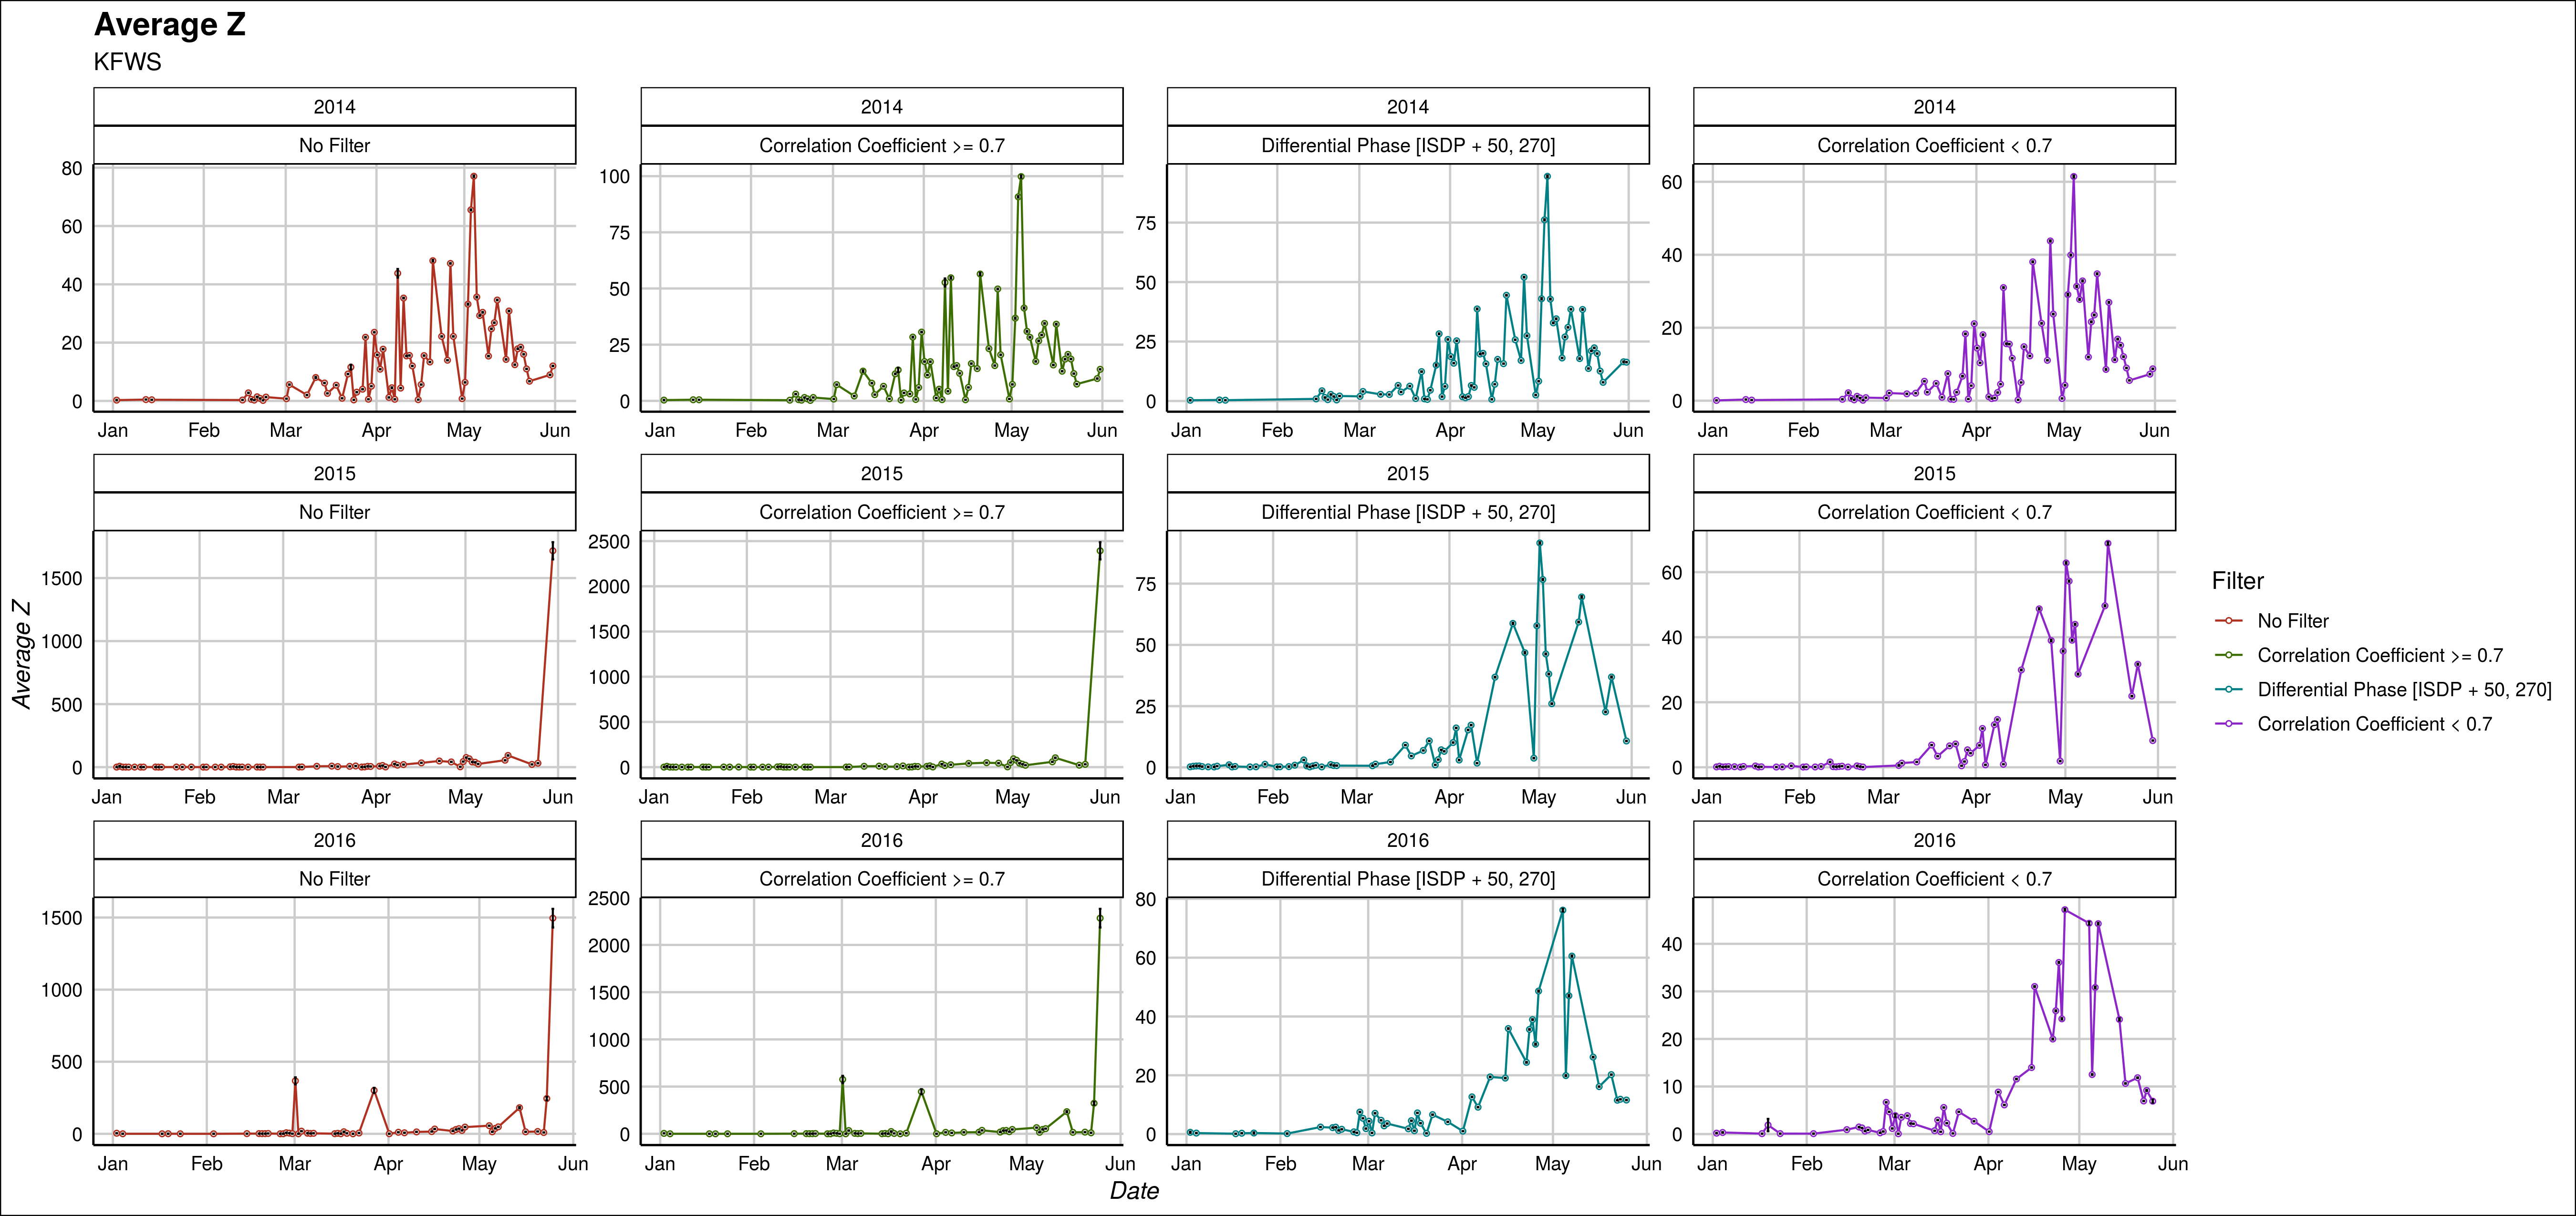 Average Z
KFWS
2014
2014
2014
2014
No Filter
Correlation Coefficient >= 0.7
Differential Phase [ISDP + 50, 270]
Correlation Coefficient < 0.7
80
60
40
20
0
100
75
50
25
0
75
50
25
0
60
40
20
0
Jan Feb Mar Apr May Jun
Jan Feb Mar Apr May Jun
Jan Feb Mar Apr May Jun
Jan Feb Mar Apr May Jun
2015
2015
2015
2015
No Filter
Correlation Coefficient >= 0.7
Differential Phase [ISDP + 50, 270]
Correlation Coefficient < 0.7
Average Z
1500
1000
500
0
2500
2000
1500
1000
500
0
75
50
25
0
60
40
20
0
Jan Feb Mar Apr May Jun
Jan Feb Mar Apr May Jun
Jan Feb Mar Apr May Jun
Jan Feb Mar Apr May Jun
2016
2016
2016
2016
No Filter
Correlation Coefficient >= 0.7
Differential Phase [ISDP + 50, 270]
Correlation Coefficient < 0.7
1500
1000
500
0
2500
2000
1500
1000
500
0
80
60
40
20
0
40
30
20
10
0
Jan Feb Mar Apr May Jun
Jan Feb Mar Apr May Jun
Jan Feb Mar Apr May Jun
Jan Feb Mar Apr May Jun
Date
Filter
No Filter
Correlation Coefficient >= 0.7
Differential Phase [ISDP + 50, 270]
Correlation Coefficient < 0.7